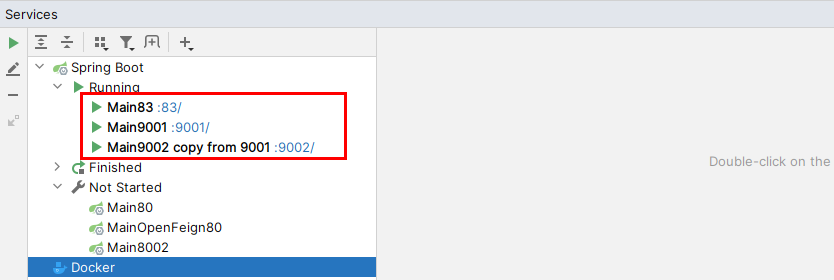 Services
Spring Boot
Running
Main83 :83/
Main9001 :9001/
Main9002 copy from 9001 :9002/
Finished
Double-click on the
Not Started
Main80
MainOpenFeign80
Main8002
Docker